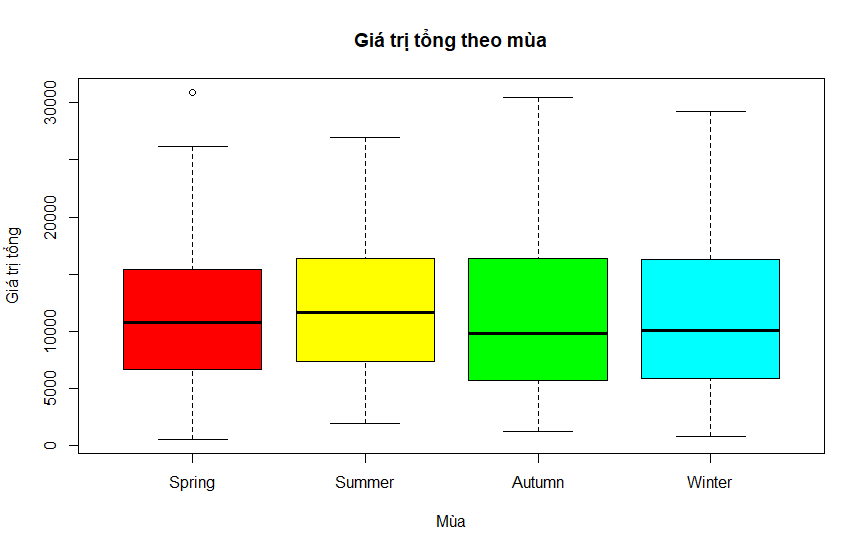 Giá trị tổng theo mùa
Giá trị tổng
30000
20000
10000
5000
0
Spring Summer Autumn Winter
Mùa